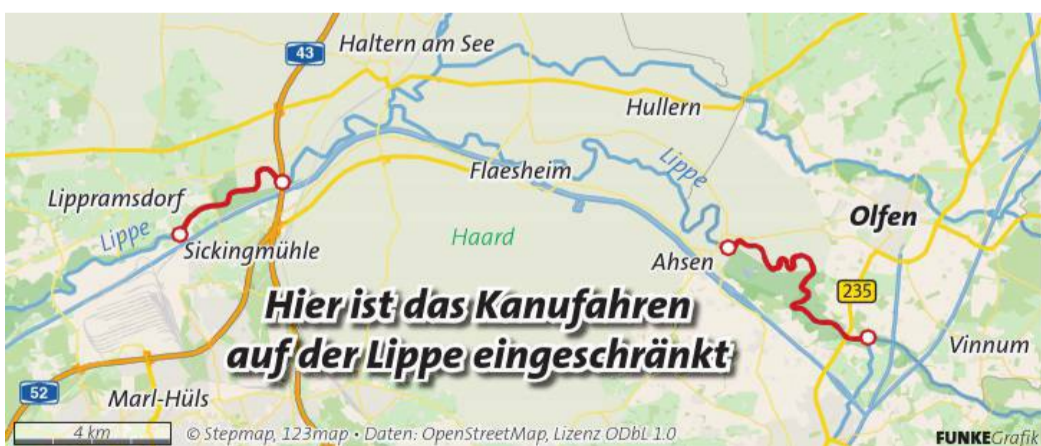 43
Haltern am See
Hullern
Lippe
Flaesheim
Lippramsdorf
Lippe
Sickingmühle
Haard
Olfen
Ahsen
235
Hier ist das Kanufahren
auf der Lippe eingeschränkt
Vinnum
52
Marl-Hüls
4 km
© Stepmap, 123map • Daten: OpenStreetMap, Lizenz ODbL 1.0
FUNKEGrafik